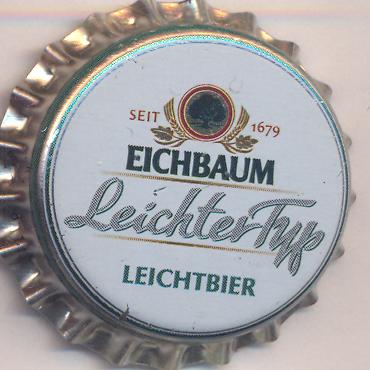 SEIT 1679
EICHBAUM
Leichter Typ
LEICHTBIER